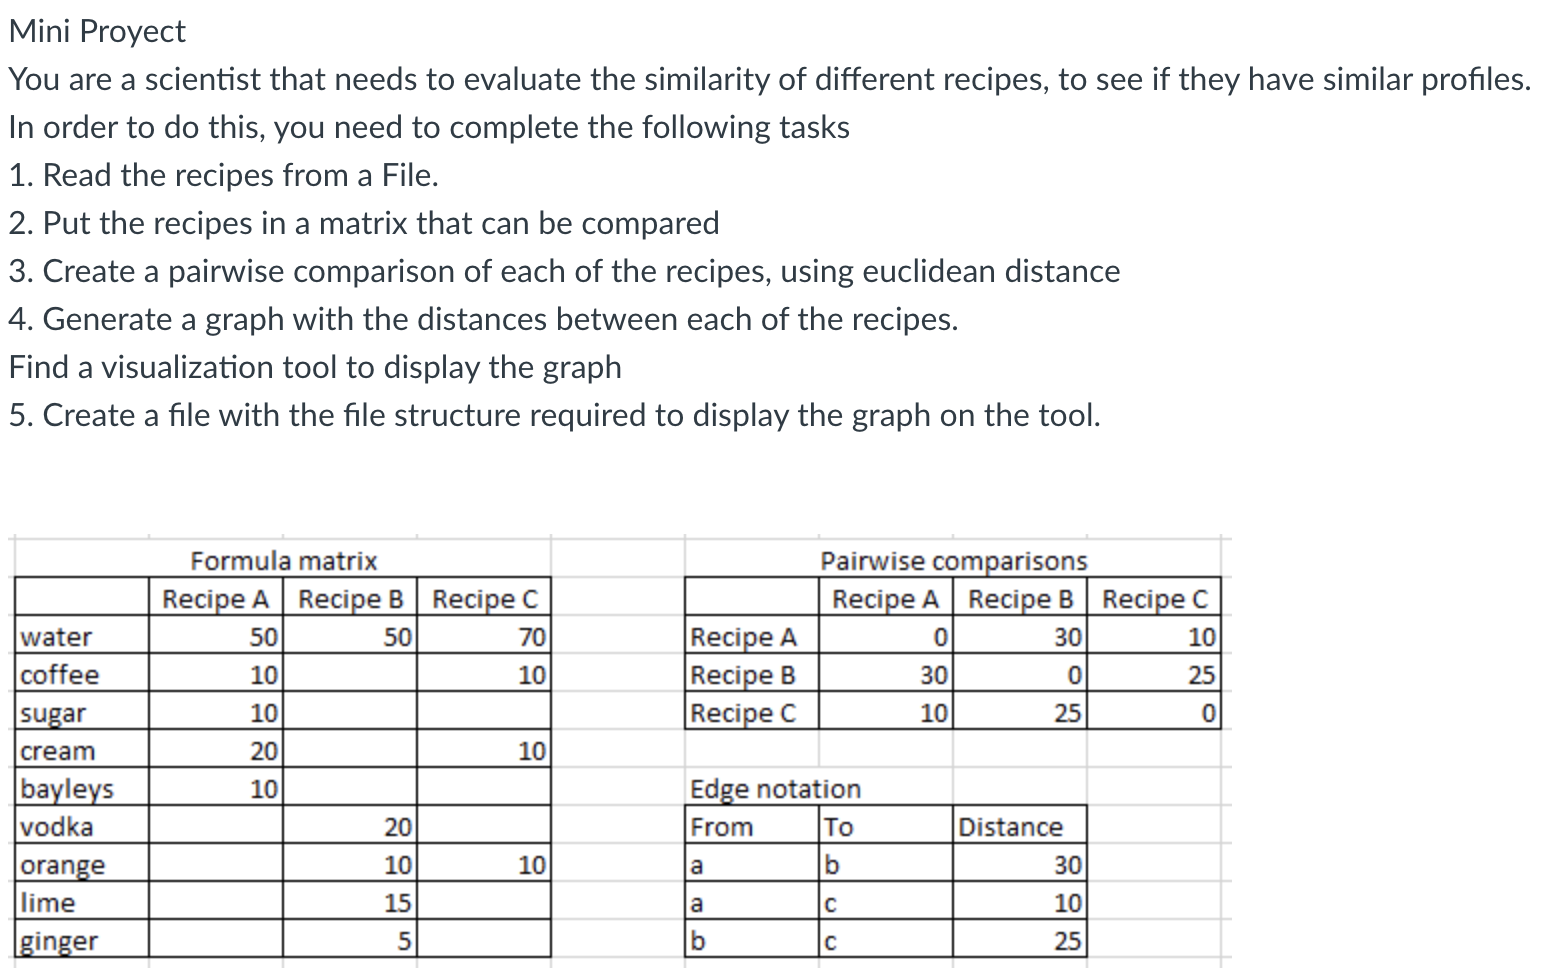 Mini Proyect
You are a scientist that needs to evaluate the similarity of different recipes, to see if they have similar profiles.
In order to do this, you need to complete the following tasks
1. Read the recipes from a File.
2. Put the recipes in a matrix that can be compared
3. Create a pairwise comparison of each of the recipes, using euclidean distance
4. Generate a graph with the distances between each of the recipes.
Find a visualization tool to display the graph
5. Create a file with the file structure required to display the graph on the tool.
Formula matrix
Recipe A Recipe B Recipe C
water 50 50 70
coffee 10 10
sugar 10
cream 20 10
bayleys 10
vodka 20
orange 10 10
lime 15
ginger 5
Pairwise comparisons
Recipe A Recipe B Recipe C
Recipe A 0 30 10
Recipe B 30 0 25
Recipe C 10 25 0
Edge notation
From To Distance
a b 30
a c 10
b c 25